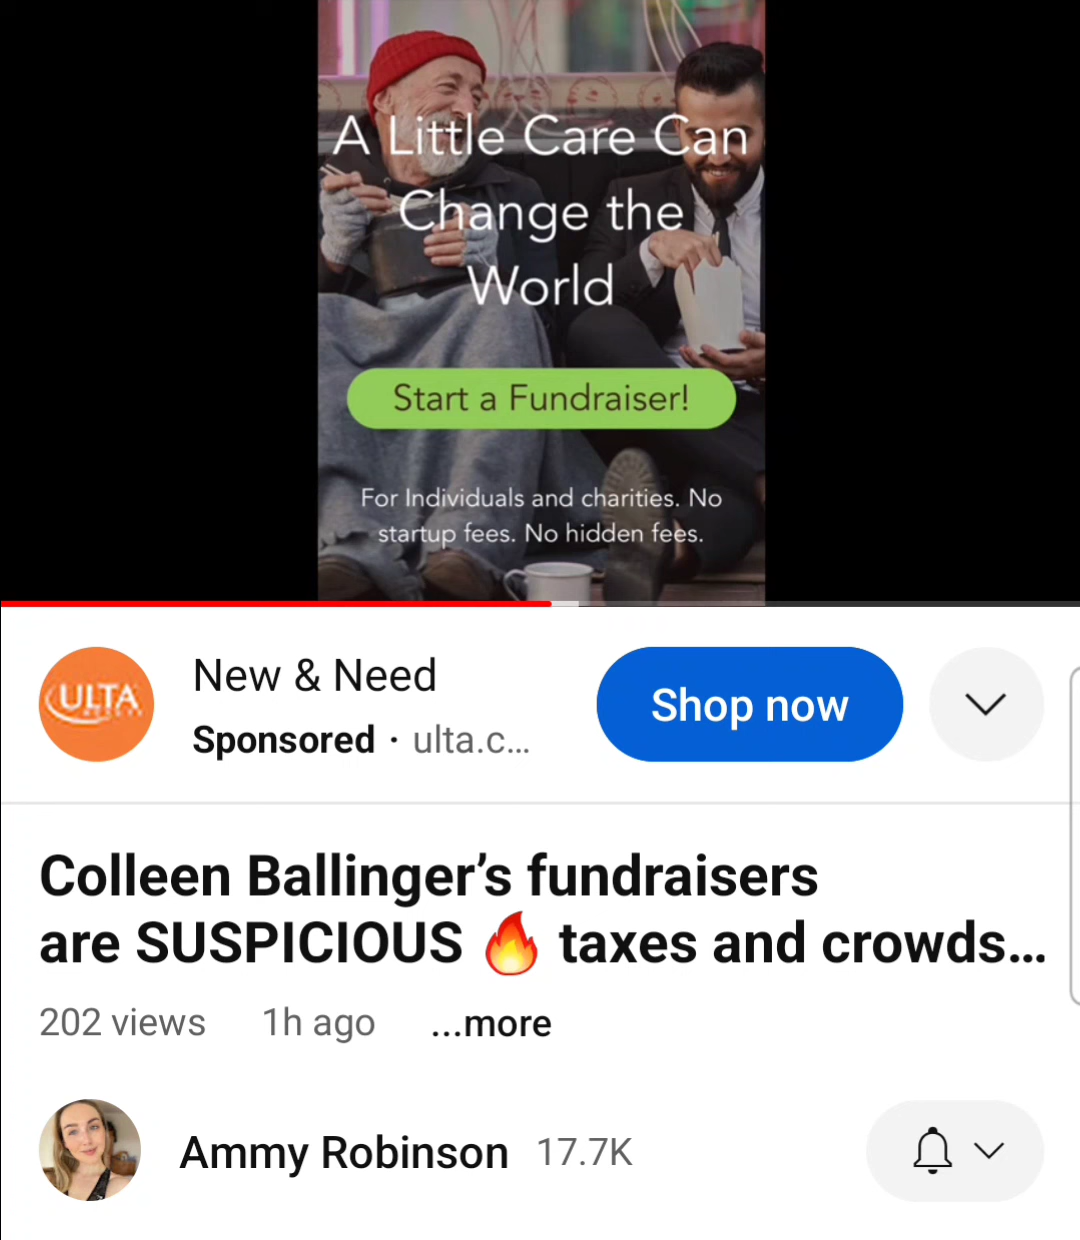 A Little Care Can
Change the
World
Start a Fundraiser!
For Individuals and charities. No
startup fees. No hidden fees.
ULTA
New & Need
Sponsored · ulta.c...
Shop now
Colleen Ballinger’s fundraisers
are SUSPICIOUS 🔥 taxes and crowds...
202 views 1h ago ...more
Ammy Robinson 17.7K